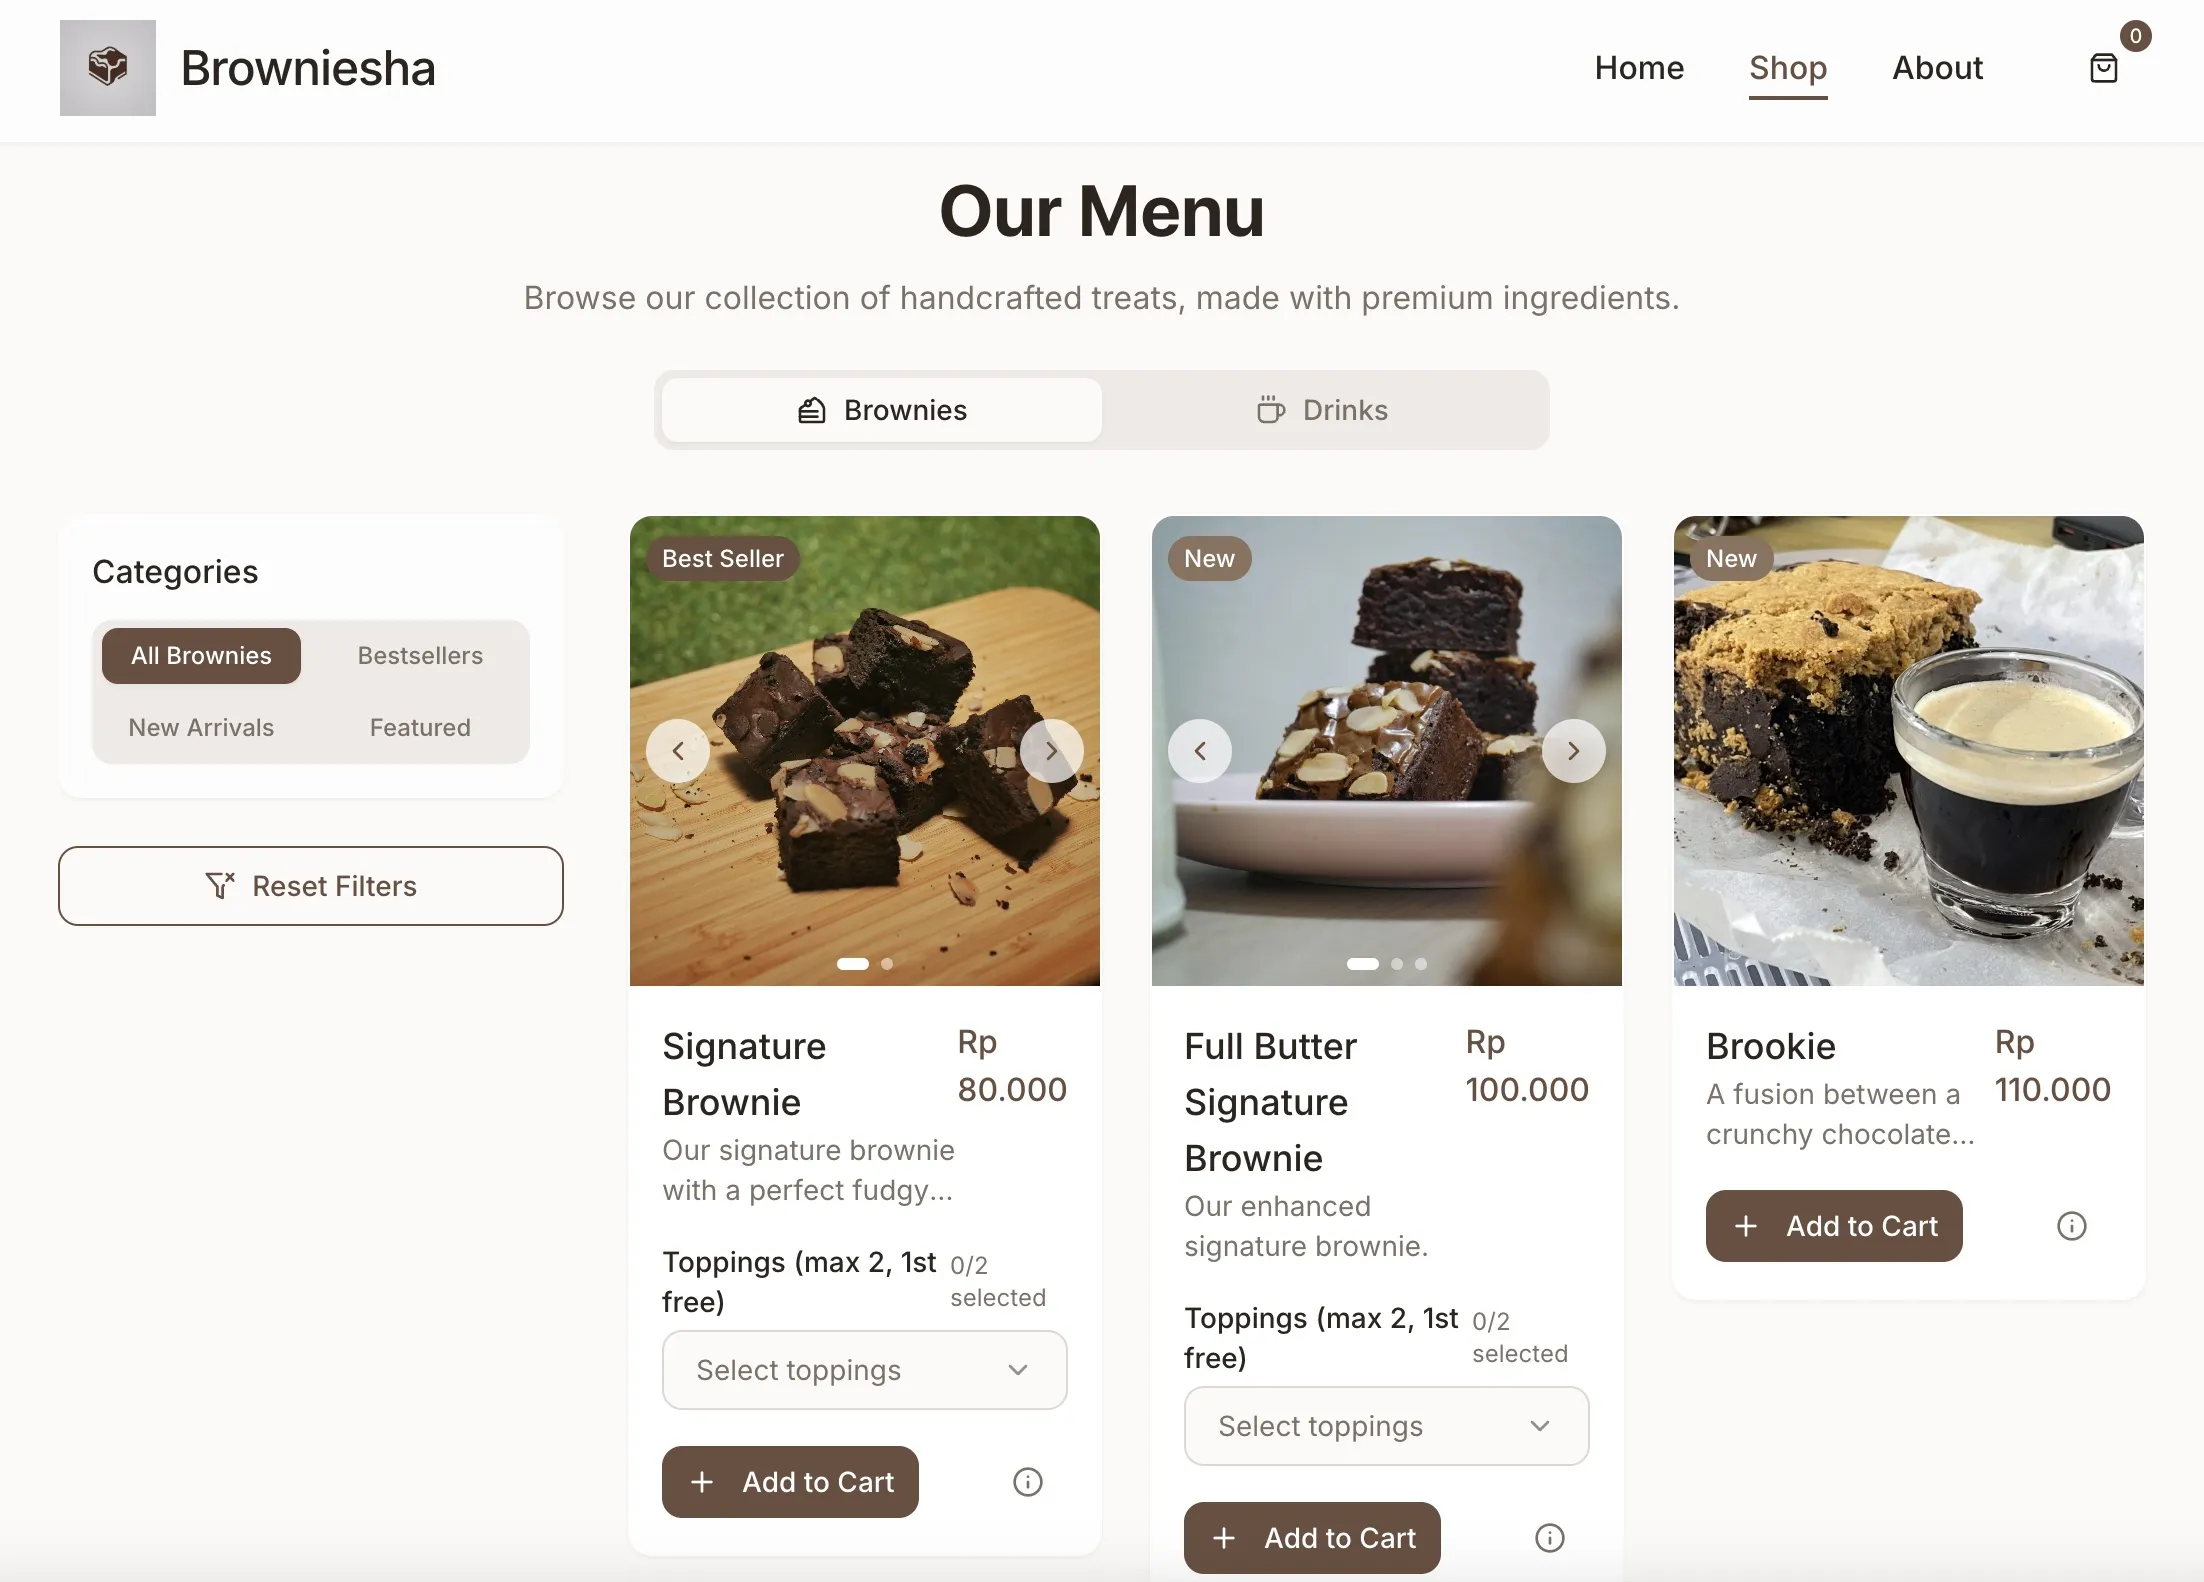 Browniesha
Home
Shop
About
0
Our Menu
Browse our collection of handcrafted treats, made with premium ingredients.
Brownies
Drinks
Categories
All Brownies
Bestsellers
New Arrivals
Featured
Reset Filters
Best Seller
Signature
Brownie
Rp
80.000
Our signature brownie
with a perfect fudgy...
Toppings (max 2, 1st
free)
0/2
selected
Select toppings
Add to Cart
New
Full Butter
Signature
Brownie
Rp
100.000
Our enhanced
signature brownie.
Toppings (max 2, 1st
free)
0/2
selected
Select toppings
Add to Cart
New
Brookie
Rp
110.000
A fusion between a
crunchy chocolate...
Add to Cart